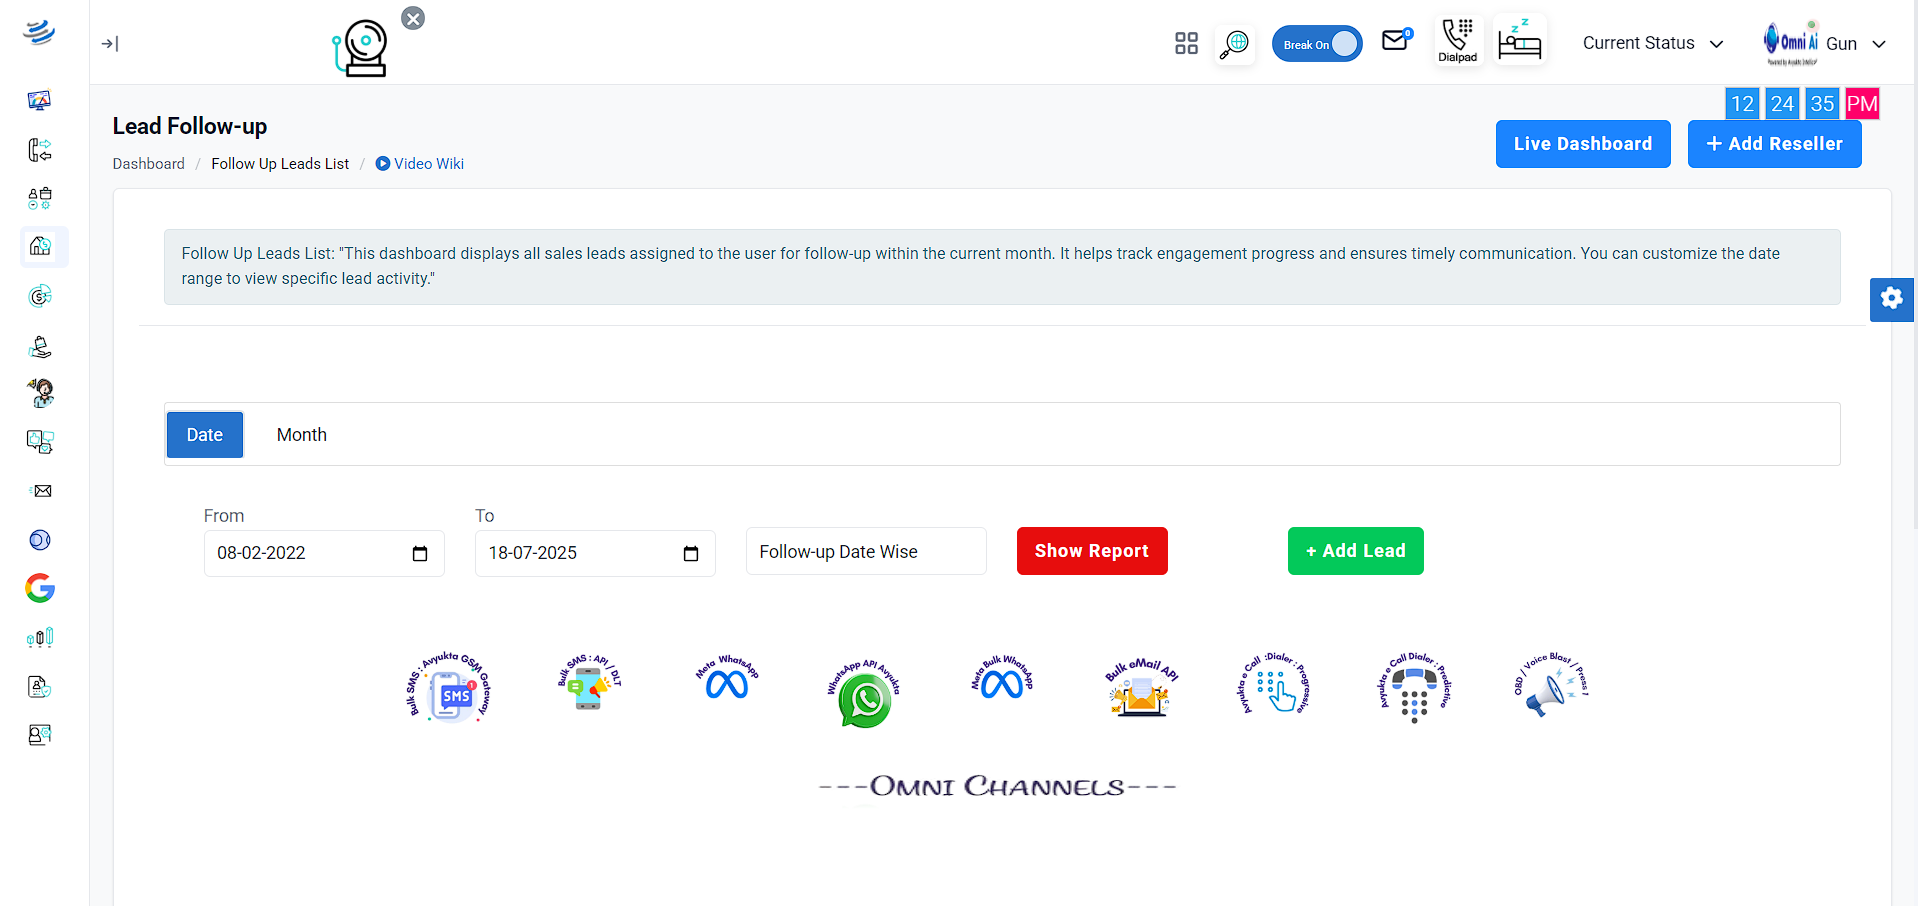 Break On
0
Dialpad
z z z
Current Status
Omni Ai
Gun
12 24 35 PM
Lead Follow-up
Dashboard / Follow Up Leads List / Video Wiki
Live Dashboard
+ Add Reseller
Follow Up Leads List: "This dashboard displays all sales leads assigned to the user for follow-up within the current month. It helps track engagement progress and ensures timely communication. You can customize the date
range to view specific lead activity."
Date
Month
From
To
08-02-2022
18-07-2025
Follow-up Date Wise
Show Report
+ Add Lead
Bulk SMS : Avyukta GSM Gateway
SMS
1
Bulk SMS : API / DLT
Meta WhatsApp
WhatsApp API Avyukta
Meta Bulk WhatsApp
Bulk eMail API
Avyukta e Call :Dialer : Progressive
Avyukta e Call Dialer : Predictive
OBD / Voice Blast / Press 1
---Omni Channels---